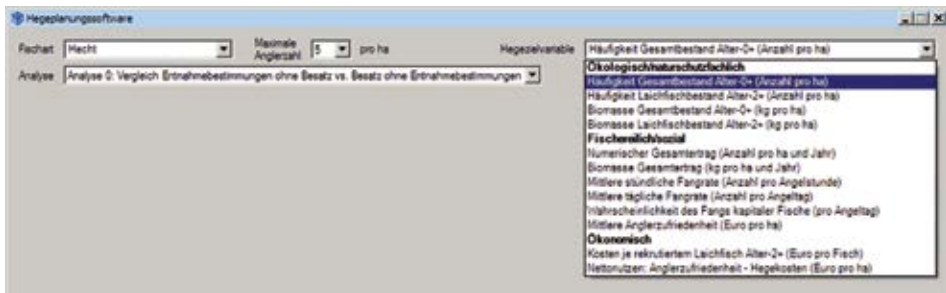 Hegeplanungssoftware
Fischart Hecht Maximale Anglerzahl 5 pro ha Hegezielvariable Häufigkeit Gesamtbestand Alter-0+ (Anzahl pro ha)
Analyse Analyse 0: Vergleich Entnahmebestimmungen ohne Besatz vs. Besatz ohne Entnahmebestimmungen
Ökologisch/naturschutzfachlich
Häufigkeit Gesamtbestand Alter-0+ (Anzahl pro ha)
Häufigkeit Laichfischbestand Alter-2+ (Anzahl pro ha)
Biomasse Gesamtbestand Alter-0+ (kg pro ha)
Biomasse Laichfischbestand Alter-2+ (kg pro ha)
Fischereilich/sozial
Numerischer Gesamtertrag (Anzahl pro ha und Jahr)
Biomasse Gesamtertrag (kg pro ha und Jahr)
Mittlere stündliche Fangrate (Anzahl pro Angelstunde)
Mittlere tägliche Fangrate (Anzahl pro Angeltag)
Wahrscheinlichkeit des Fangs kapitaler Fische (pro Angeltag)
Mittlere Anglerzufriedenheit (Euro pro ha)
Ökonomisch
Kosten je rekrutiertem Laichfisch Alter-2+ (Euro pro Fisch)
Nettonutzen: Anglerzufriedenheit - Hegekosten (Euro pro ha)